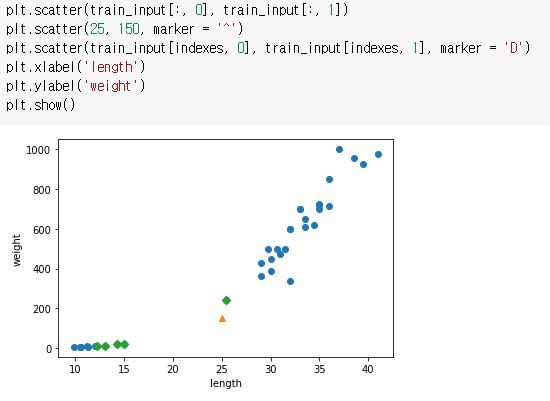 plt.scatter(train_input[:, 0], train_input[:, 1])
plt.scatter(25, 150, marker = '^')
plt.scatter(train_input[indexes, 0], train_input[indexes, 1], marker = 'D')
plt.xlabel('length')
plt.ylabel('weight')
plt.show()
1000
800
600
400
200
0
weight
10 15 20 25 30 35 40
length